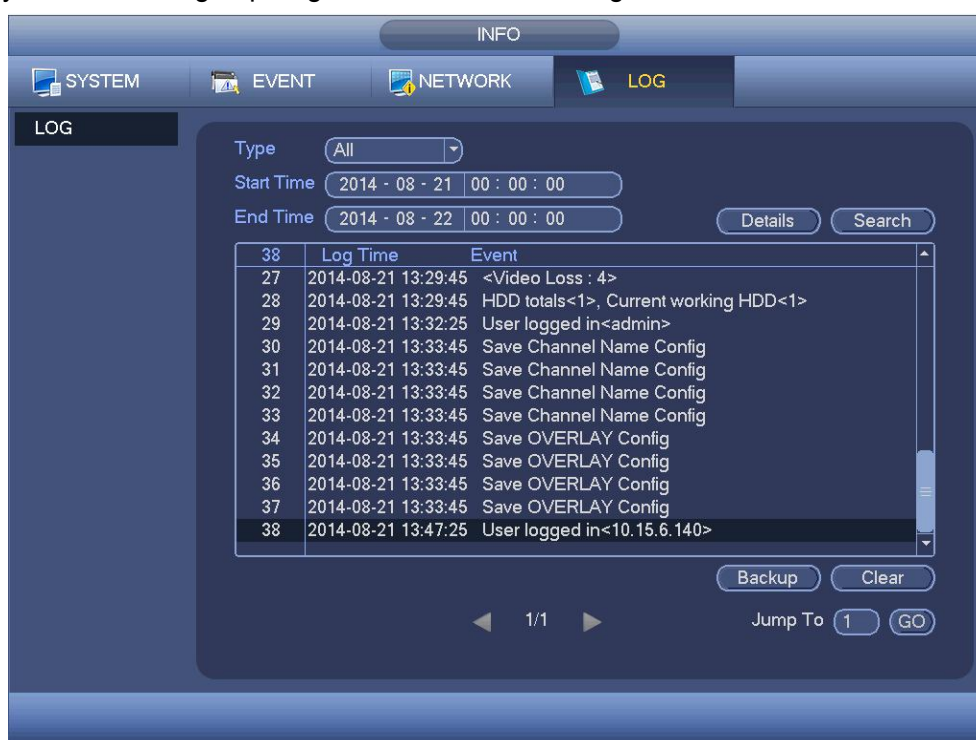 INFO
SYSTEM EVENT NETWORK LOG
LOG
Type All
Start Time 2014 - 08 - 21 00 : 00 : 00
End Time 2014 - 08 - 22 00 : 00 : 00 Details Search
38 Log Time Event
27 2014-08-21 13:29:45 <Video Loss : 4>
28 2014-08-21 13:29:45 HDD totals<1>, Current working HDD<1>
29 2014-08-21 13:32:25 User logged in<admin>
30 2014-08-21 13:33:45 Save Channel Name Config
31 2014-08-21 13:33:45 Save Channel Name Config
32 2014-08-21 13:33:45 Save Channel Name Config
33 2014-08-21 13:33:45 Save Channel Name Config
34 2014-08-21 13:33:45 Save OVERLAY Config
35 2014-08-21 13:33:45 Save OVERLAY Config
36 2014-08-21 13:33:45 Save OVERLAY Config
37 2014-08-21 13:33:45 Save OVERLAY Config
38 2014-08-21 13:47:25 User logged in<10.15.6.140>
Backup Clear
1/1 Jump To 1 GO